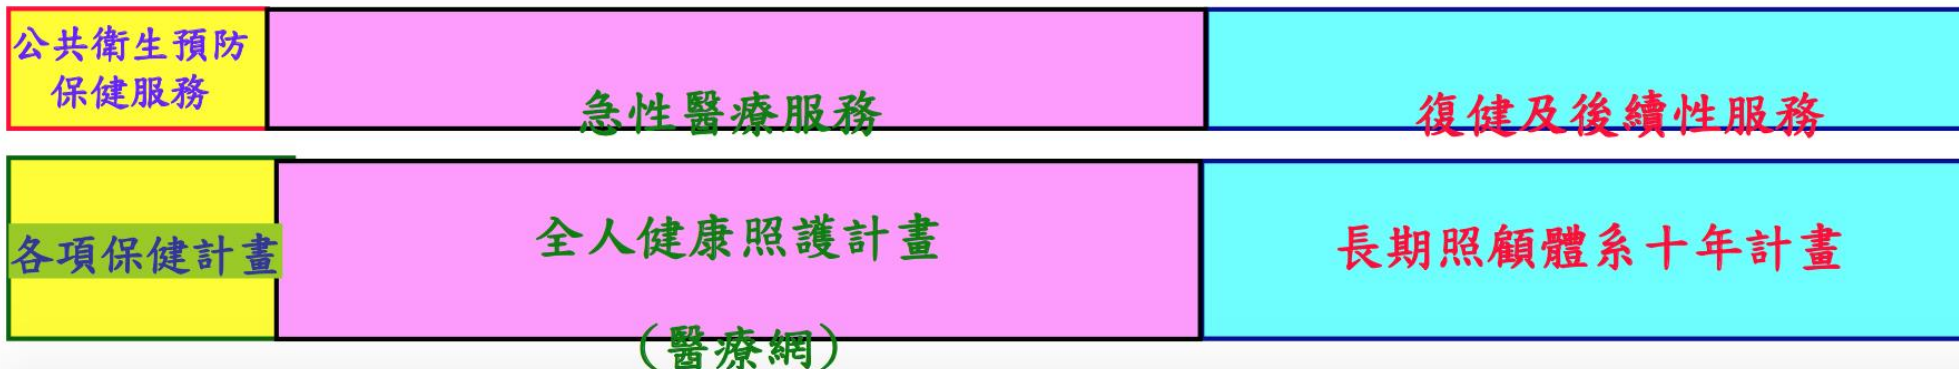 公共衛生預防
保健服務
急性醫療服務
復健及後續性服務
各項保健計畫
全人健康照護計畫
(醫療網)
長期照顧體系十年計畫